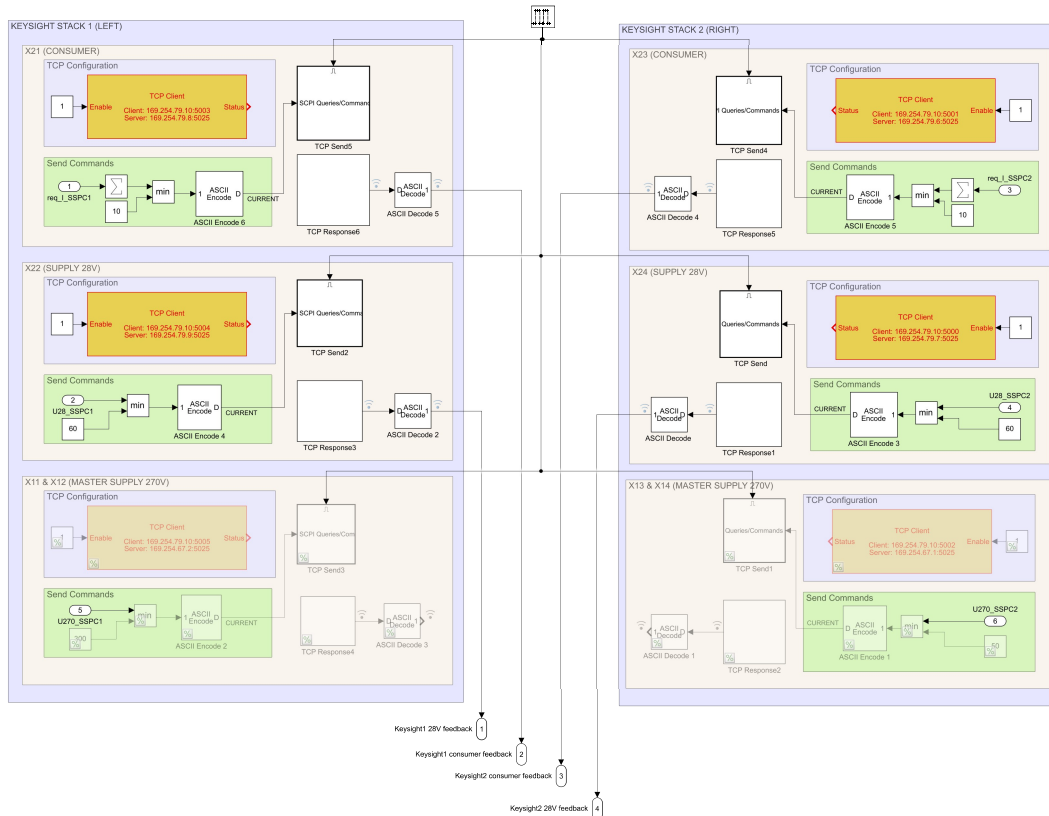 KEYSIGHT STACK 1 (LEFT)
X21 (CONSUMER)
TCP Configuration
1
Enable
TCP Client
Client: 169.254.79.10:5003
Server: 169.254.79.8:5025
Status
SCPI Queries/Command
TCP Send5
Send Commands
1
req_I_SSPC1
10
min
1
ASCII
Encode
D
CURRENT
ASCII Encode 6
TCP Response6
D
ASCII
Decode
1
ASCII Decode 5
X22 (SUPPLY 28V)
TCP Configuration
1
Enable
TCP Client
Client: 169.254.79.10:5004
Server: 169.254.79.9:5025
Status
SCPI Queries/Comma
TCP Send2
Send Commands
2
U28_SSPC1
60
min
1
ASCII
Encode
D
CURRENT
ASCII Encode 4
TCP Response3
D
ASCII
Decode
1
ASCII Decode 2
X11 & X12 (MASTER SUPPLY 270V)
TCP Configuration
1
Enable
TCP Client
Client: 169.254.79.10:5005
Server: 169.254.67.2:5025
Status
SCPI Queries/Com
TCP Send3
Send Commands
5
U270_SSPC1
300
min
1
ASCII
Encode
D
CURRENT
ASCII Encode 2
TCP Response4
D
ASCII
Decode
1
ASCII Decode 3
KEYSIGHT STACK 2 (RIGHT)
X23 (CONSUMER)
I Queries/Commands
TCP Send4
TCP Configuration
Status
TCP Client
Client: 169.254.79.10:5001
Server: 169.254.79.6:5025
Enable
1
Send Commands
CURRENT
D
ASCII
Encode
1
ASCII Encode 5
min
10
req_I_SSPC2
3
1
ASCII
Decode
D
ASCII Decode 4
TCP Response5
X24 (SUPPLY 28V)
Queries/Commands
TCP Send
TCP Configuration
Status
TCP Client
Client: 169.254.79.10:5000
Server: 169.254.79.7:5025
Enable
1
Send Commands
CURRENT
D
ASCII
Encode
1
ASCII Encode 3
min
U28_SSPC2
4
60
1
ASCII
Decode
D
ASCII Decode
TCP Response1
X13 & X14 (MASTER SUPPLY 270V)
Queries/Commands
TCP Send1
TCP Configuration
Status
TCP Client
Client: 169.254.79.10:5002
Server: 169.254.67.1:5025
Enable
1
Send Commands
CURRENT
D
ASCII
Encode
1
ASCII Encode 1
min
U270_SSPC2
6
50
1
ASCII
Decode
D
ASCII Decode 1
TCP Response2
Keysight1 28V feedback
1
Keysight1 consumer feedback
2
Keysight2 consumer feedback
3
Keysight2 28V feedback
4